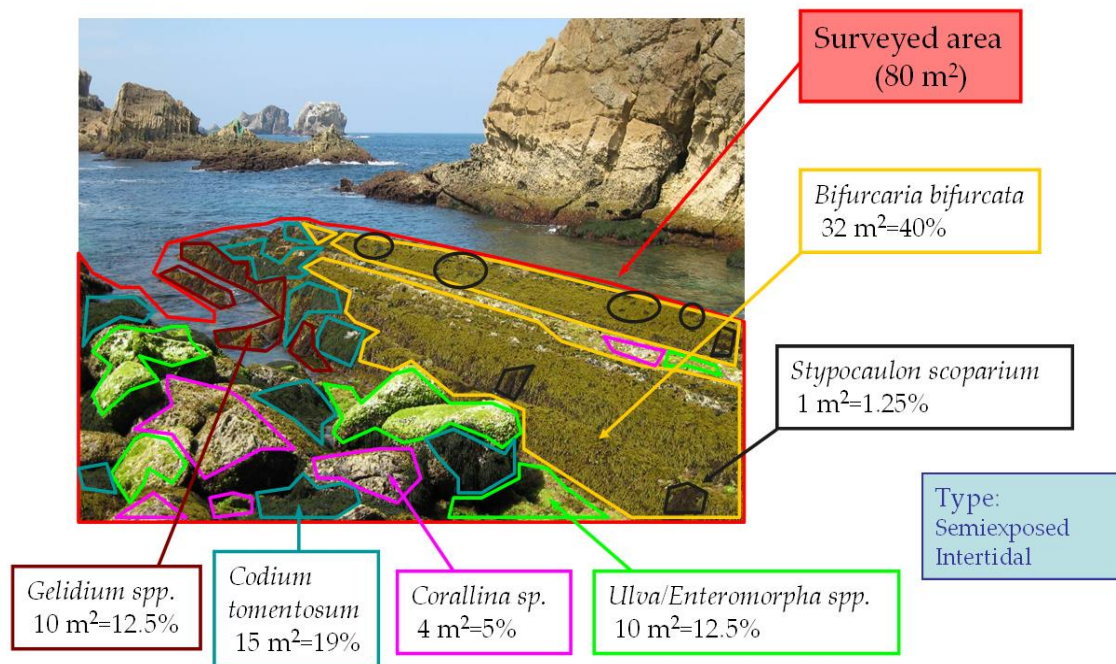 Surveyed area
(80 m²)
Bifurcaria bifurcata
32 m²=40%
Stypocaulon scoparium
1 m²=1.25%
Type:
Semiexposed
Intertidal
Gelidium spp.
10 m²=12.5%
Codium
tomentosum
15 m²=19%
Corallina sp.
4 m²=5%
Ulva/Enteromorpha spp.
10 m²=12.5%